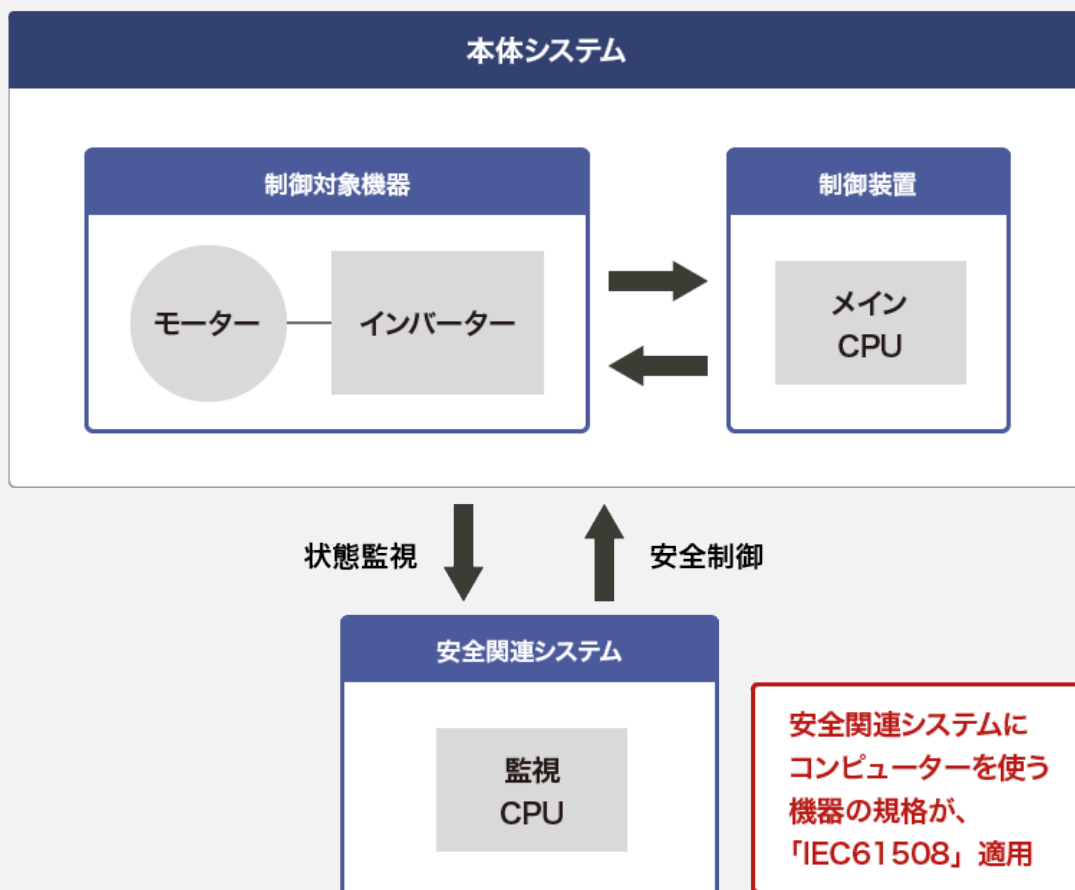 本体システム
制御対象機器
制御装置
モーター
インバーター
メイン
CPU
状態監視
安全制御
安全関連システム
監視
CPU
安全関連システムに
コンピューターを使う
機器の規格が、
「IEC61508」適用